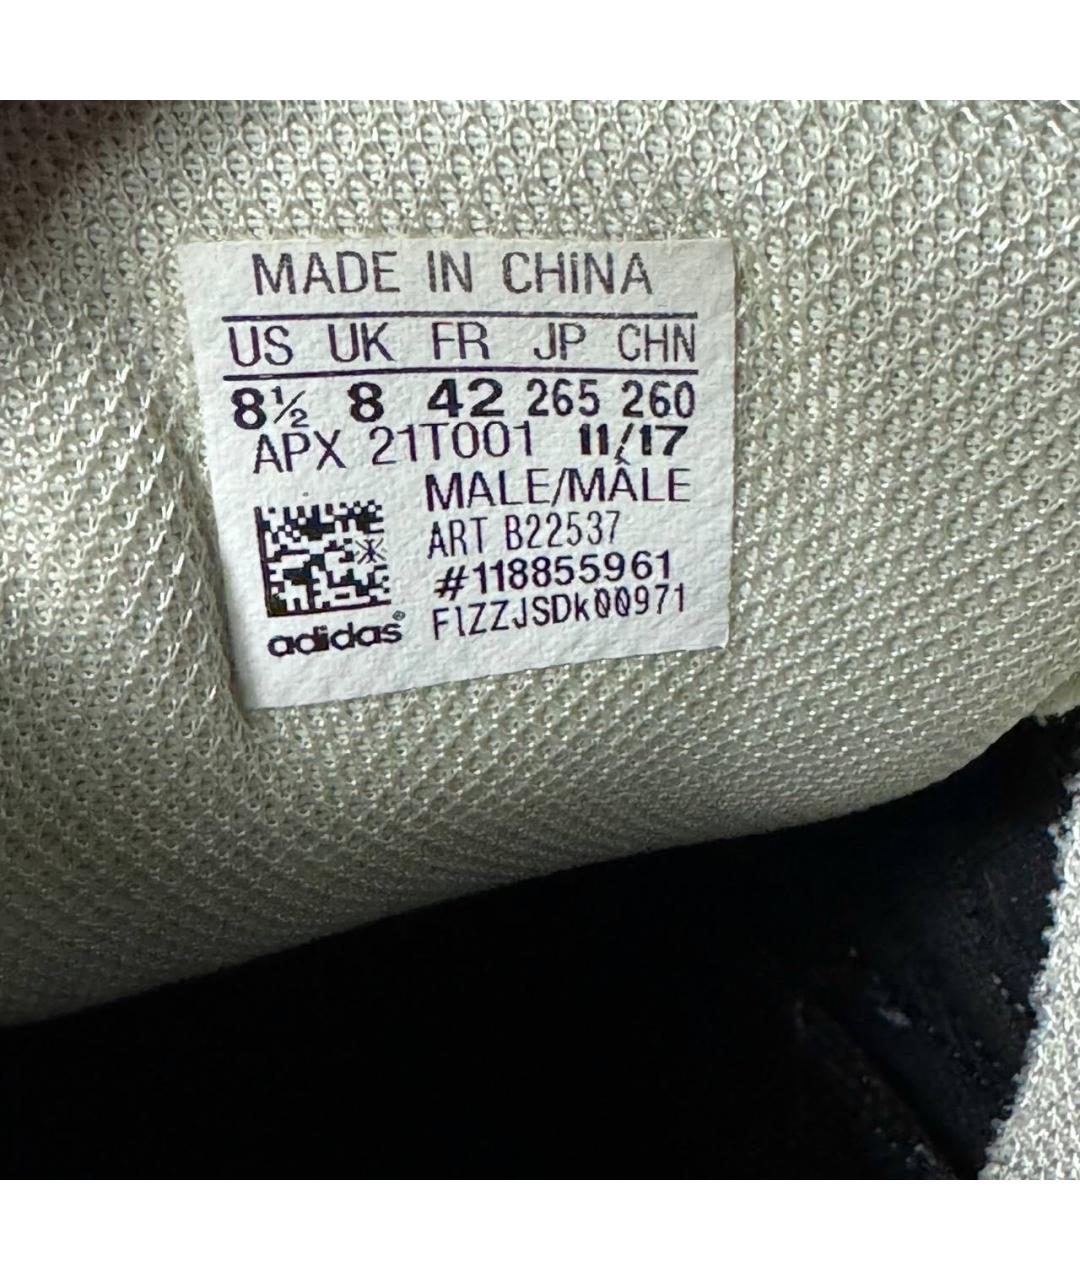 MADE IN CHiNA
US UK FR JP CHN
8½ 8 42 265 260
APX 21T001 11/17
MALE/MÂLE
ART B22537
#118855961
F1ZZJSDk00971
adidas®